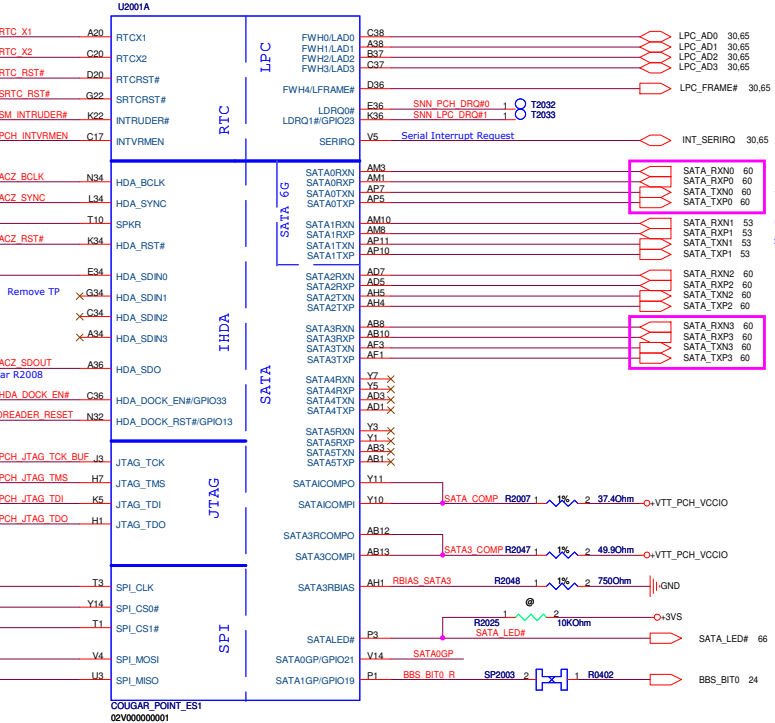 U2001A
RTC_X1 A20 RTCX1
RTC_X2 C20 RTCX2
RTC_RST# D20 RTCRST#
SRTC_RST# G22 SRTCRST#
SM_INTRUDER# K22 INTRUDER#
PCH_INTVRMEN C17 INTVRMEN
RTC
LPC
FWH0/LAD0 C38 LPC_AD0 30,65
FWH1/LAD1 A38 LPC_AD1 30,65
FWH2/LAD2 B37 LPC_AD2 30,65
FWH3/LAD3 C37 LPC_AD3 30,65
FWH4/LFRAME# D36 LPC_FRAME# 30,65
LDRQ0# E36 SNN_PCH_DRQ#0 1 T2032
LDRQ1#/GPIO23 K36 SNN_LPC_DRQ#1 1 T2033
SERIRQ V5 Serial Interrupt Request INT_SERIRQ 30,65
ACZ_BCLK N34 HDA_BCLK
ACZ_SYNC L34 HDA_SYNC
T10 SPKR
ACZ_RST# K34 HDA_RST#
E34 HDA_SDIN0
Remove TP G34 HDA_SDIN1
C34 HDA_SDIN2
A34 HDA_SDIN3
ACZ_SDOUT A36 HDA_SDO
ar R2008
HDA_DOCK_EN# C36 HDA_DOCK_EN#/GPIO33
DREADER_RESET N32 HDA_DOCK_RST#/GPIO13
IHDA
SATA 6G
SATA
SATA0RXN AM3 SATA_RXN0 60
SATA0RXP AM1 SATA_RXP0 60
SATA0TXN AP7 SATA_TXN0 60
SATA0TXP AP5 SATA_TXP0 60
SATA1RXN AM10 SATA_RXN1 53
SATA1RXP AM8 SATA_RXP1 53
SATA1TXN AP11 SATA_TXN1 53
SATA1TXP AP10 SATA_TXP1 53
SATA2RXN AD7 SATA_RXN2 60
SATA2RXP AD5 SATA_RXP2 60
SATA2TXN AH5 SATA_TXN2 60
SATA2TXP AH4 SATA_TXP2 60
SATA3RXN AB8 SATA_RXN3 60
SATA3RXP AB10 SATA_RXP3 60
SATA3TXN AF3 SATA_TXN3 60
SATA3TXP AF1 SATA_TXP3 60
SATA4RXN Y7
SATA4RXP Y5
SATA4TXN AD3
SATA4TXP AD1
SATA5RXN Y3
SATA5RXP Y1
SATA5TXN AB3
SATA5TXP AB1
PCH_JTAG_TCK_BUF J3 JTAG_TCK
PCH_JTAG_TMS H7 JTAG_TMS
PCH_JTAG_TDI K5 JTAG_TDI
PCH_JTAG_TDO H1 JTAG_TDO
JTAG
SATAICOMPO Y11
SATAICOMPI Y10 SATA_COMP R2007 1 1% 2 37.4Ohm +VTT_PCH_VCCIO
SATA3RCOMPO AB12
SATA3COMPI AB13 SATA3_COMP R2047 1 1% 2 49.9Ohm +VTT_PCH_VCCIO
SATA3RBIAS AH1 RBIAS_SATA3 R2048 1 1% 2 750Ohm GND
T3 SPI_CLK
Y14 SPI_CS0#
T1 SPI_CS1#
V4 SPI_MOSI
U3 SPI_MISO
SPI
@
1 2 +3VS
R2025 10KOhm
SATALED# P3 SATA_LED# SATA_LED# 66
SATA0GP/GPIO21 V14 SATA0GP
SATA1GP/GPIO19 P1 BBS_BIT0_R SP2003 2 1 R0402 BBS_BIT0 24
COUGAR_POINT_ES1
02V000000001